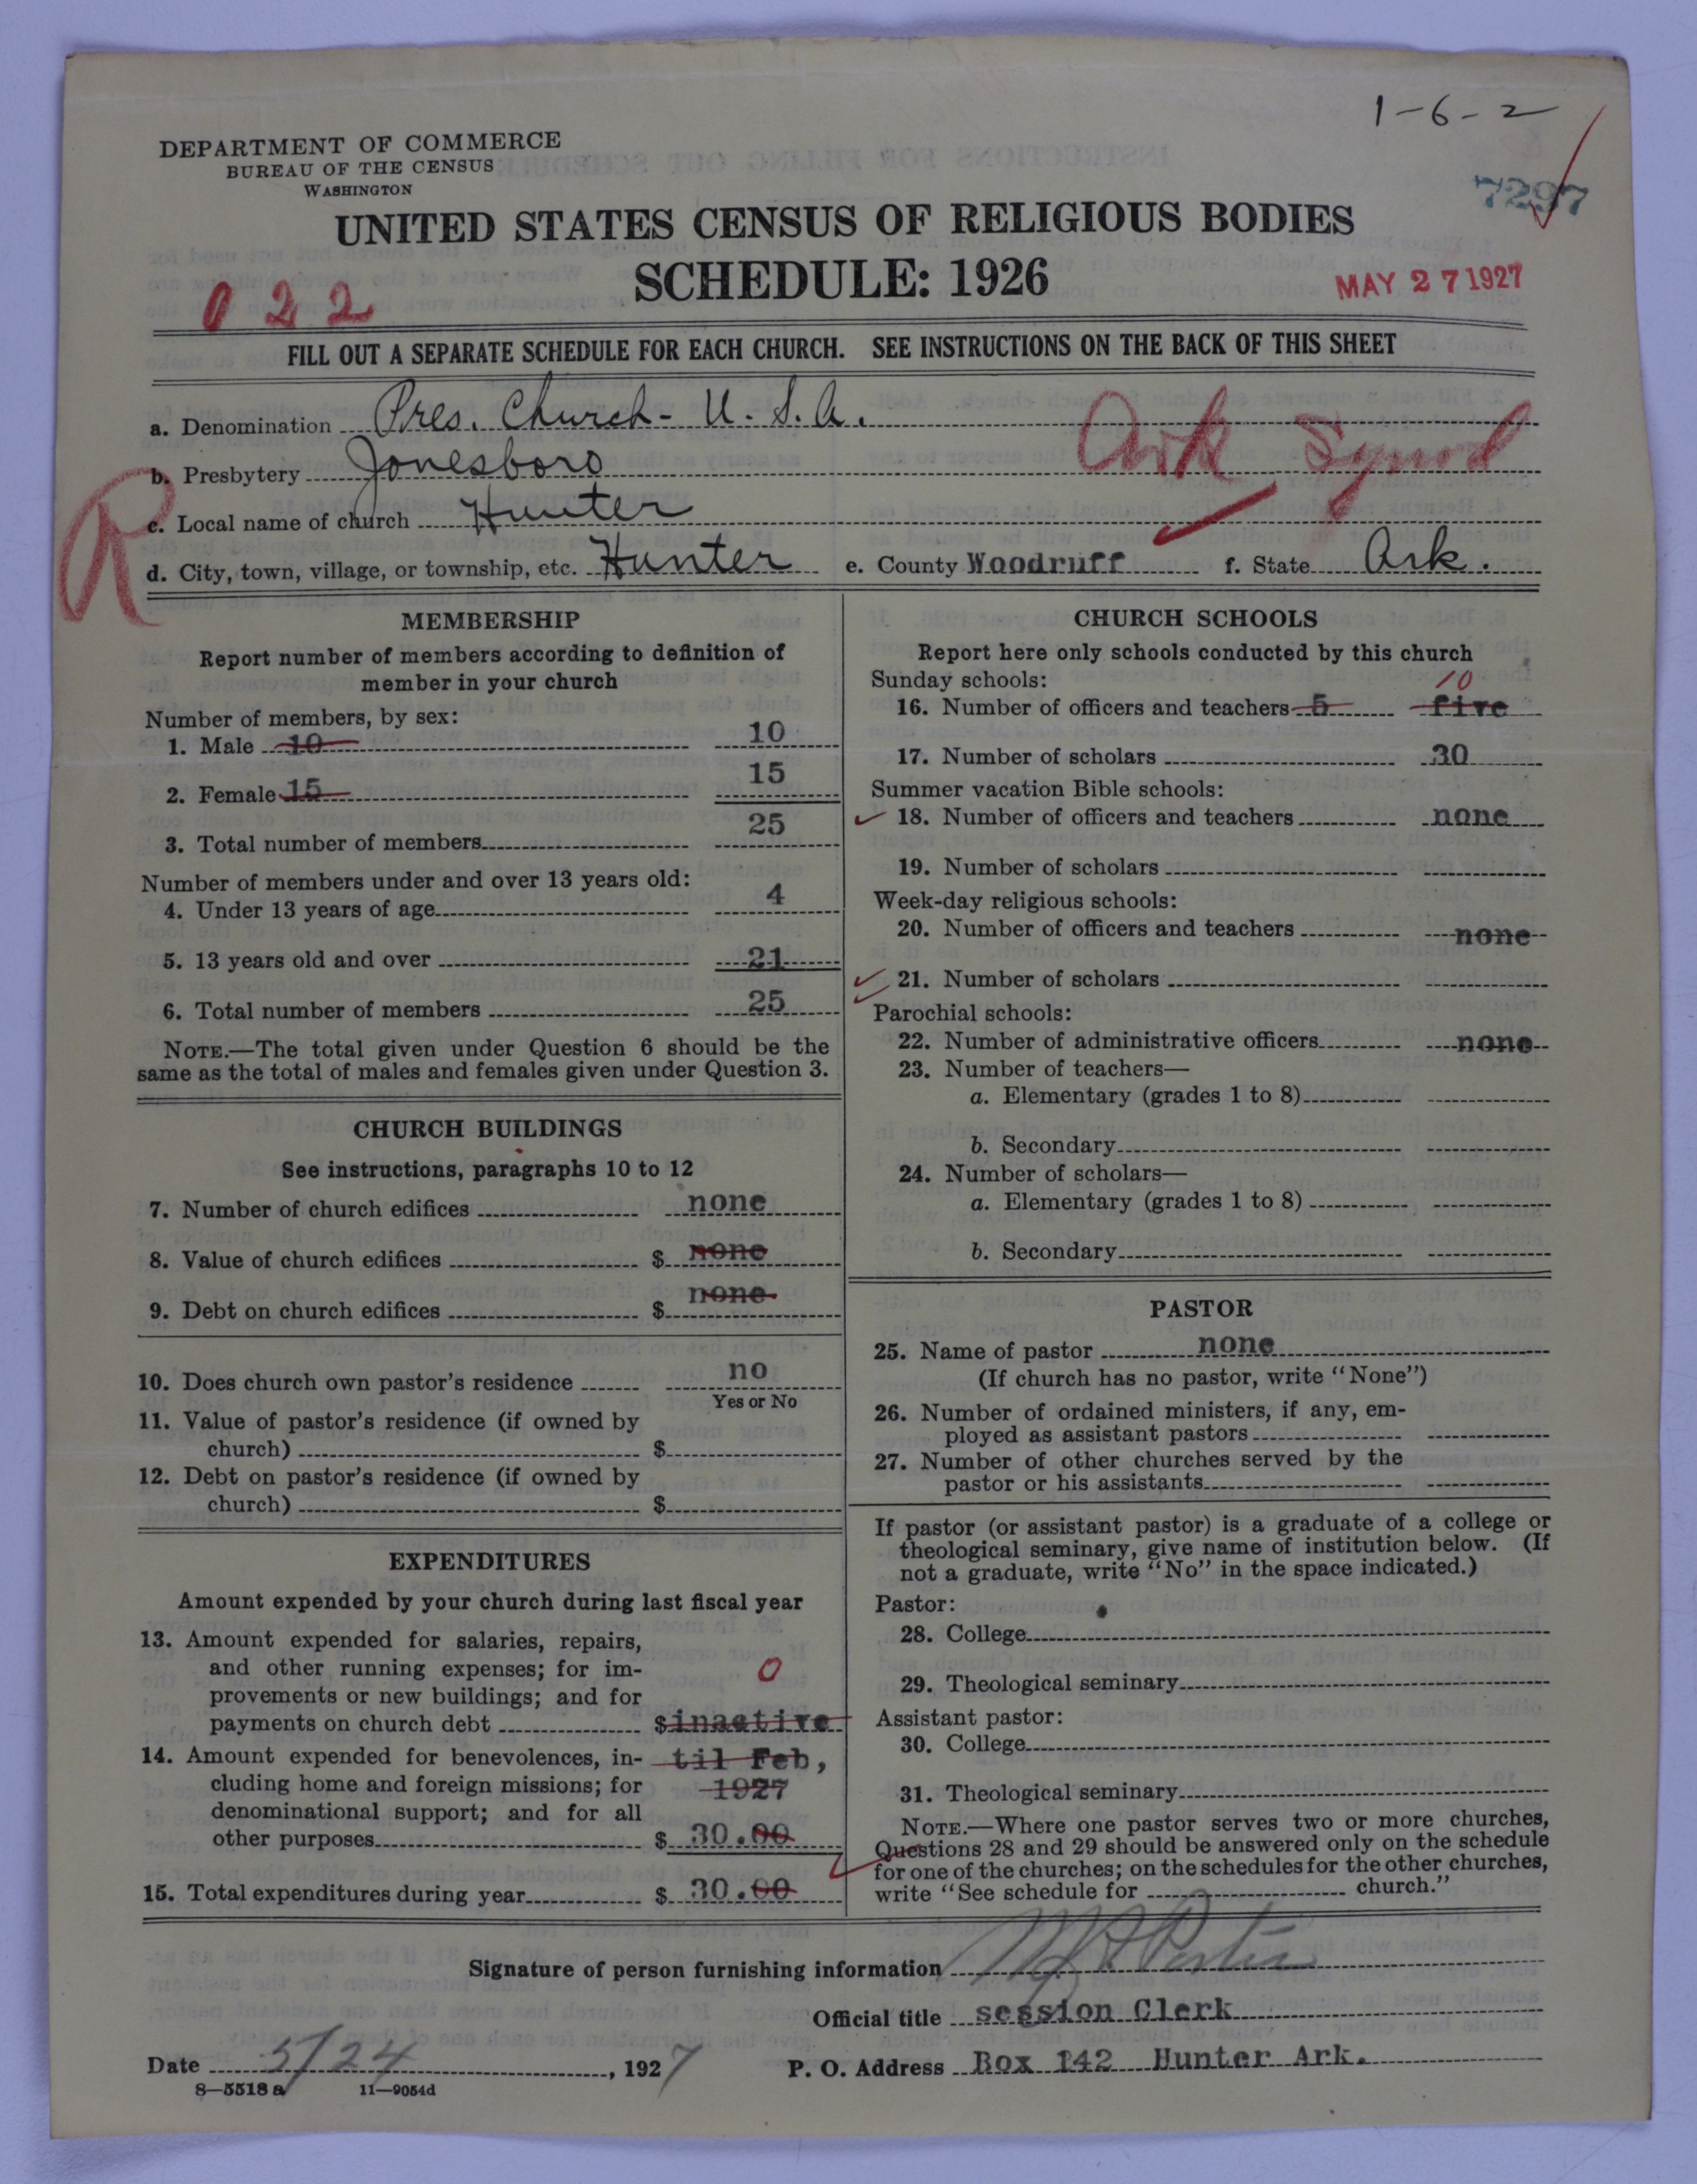 1-6-2
DEPARTMENT OF COMMERCE
BUREAU OF THE CENSUS
WASHINGTON
7297
UNITED STATES CENSUS OF RELIGIOUS BODIES
SCHEDULE: 1926
MAY 27 1927
022
FILL OUT A SEPARATE SCHEDULE FOR EACH CHURCH. SEE INSTRUCTIONS ON THE BACK OF THIS SHEET
a. Denomination Pres. Church - U. S. A.
Ark Synod
b. Presbytery Jonesboro
R
c. Local name of church Hunter
d. City, town, village, or township, etc. Hunter e. County Woodruff f. State Ark.
MEMBERSHIP
Report number of members according to definition of
member in your church
Number of members, by sex:
1. Male 10 10
2. Female 15 15
3. Total number of members 25
Number of members under and over 13 years old:
4. Under 13 years of age 4
5. 13 years old and over 21
6. Total number of members 25
NOTE.—The total given under Question 6 should be the
same as the total of males and females given under Question 3.
CHURCH BUILDINGS
See instructions, paragraphs 10 to 12
7. Number of church edifices none
8. Value of church edifices $ none
9. Debt on church edifices $ none
10. Does church own pastor's residence no
Yes or No
11. Value of pastor's residence (if owned by
church) $
12. Debt on pastor's residence (if owned by
church) $
EXPENDITURES
Amount expended by your church during last fiscal year
13. Amount expended for salaries, repairs,
and other running expenses; for im-
provements or new buildings; and for
payments on church debt $ inactive
0
14. Amount expended for benevolences, in- til Feb,
cluding home and foreign missions; for 1927
denominational support; and for all
other purposes $ 30.00
15. Total expenditures during year $ 30.00
CHURCH SCHOOLS
Report here only schools conducted by this church
Sunday schools:
10
16. Number of officers and teachers 5 five
17. Number of scholars 30
Summer vacation Bible schools:
18. Number of officers and teachers none
19. Number of scholars
Week-day religious schools:
20. Number of officers and teachers none
21. Number of scholars
Parochial schools:
22. Number of administrative officers none
23. Number of teachers—
a. Elementary (grades 1 to 8)
b. Secondary
24. Number of scholars—
a. Elementary (grades 1 to 8)
b. Secondary
PASTOR
25. Name of pastor none
(If church has no pastor, write "None")
26. Number of ordained ministers, if any, em-
ployed as assistant pastors
27. Number of other churches served by the
pastor or his assistants
If pastor (or assistant pastor) is a graduate of a college or
theological seminary, give name of institution below. (If
not a graduate, write "No" in the space indicated.)
Pastor:
28. College
29. Theological seminary
Assistant pastor:
30. College
31. Theological seminary
NOTE.—Where one pastor serves two or more churches,
Questions 28 and 29 should be answered only on the schedule
for one of the churches; on the schedules for the other churches,
write "See schedule for church."
Signature of person furnishing information
Official title session Clerk
Date 5/24, 1927 P. O. Address Box 142 Hunter Ark.
8—5518 a 11—9054d